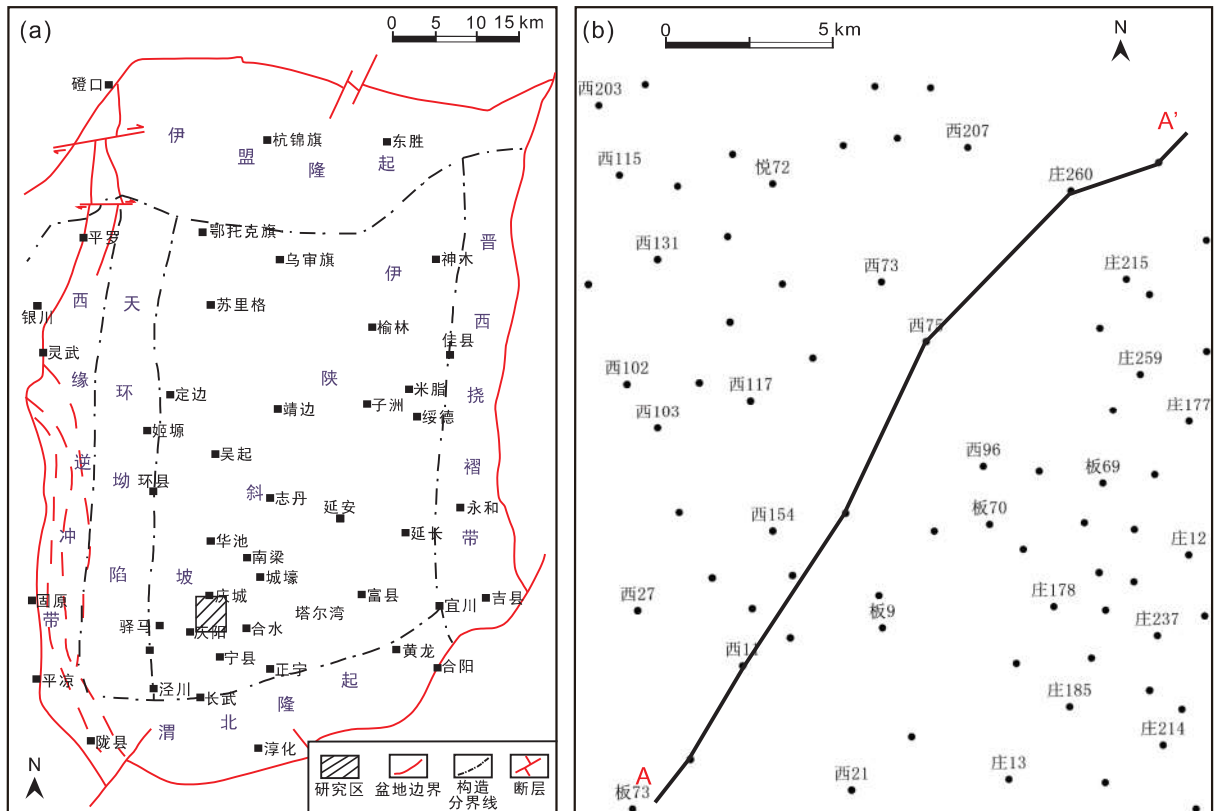 (a)
0 5 10 15 km
磴口
杭锦旗
东胜
伊盟隆起
平罗
鄂托克旗
乌审旗
神木
银川
苏里格
榆林
佳县
灵武
定边
靖边
米脂
子洲
绥德
姬塬
吴起
环县
志丹
延安
永和
延长
华池
南梁
城壕
庆城
塔尔湾
富县
宜川
吉县
固原
驿马
庆阳
合水
宁县
正宁
黄龙
合阳
平凉
泾川
长武
陇县
淳化
西缘逆冲带
天环坳陷
伊陕斜坡
晋西挠褶带
渭北隆起
N
研究区
盆地边界
构造
分界线
断层
(b)
0 5 km
N
西203
西207
A'
西115
悦72
庄260
西131
西73
庄215
西75
西102
西117
庄259
西103
庄177
西96
板69
西154
板70
庄12
西27
板9
庄178
庄237
西11
庄185
庄214
A
板73
西21
庄13